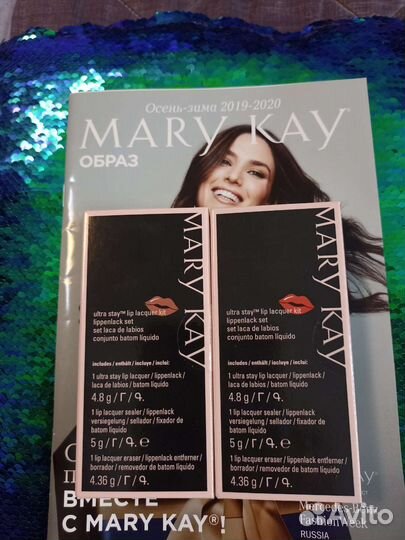 Осень-зима 2019-2020
MARY KAY®
ОБРАЗ
MARY KAY
ultra stay™ lip lacquer kit
lippenlack set
set laca de labios
conjunto batom líquido
includes / enthält / incluye / inclui:
1 ultra stay lip lacquer / lippenlack /
laca de labios / batom líquido
4.8 g / Г / Գ.
1 lip lacquer sealer / lippenlack
versiegelung / sellador / fixador de
batom líquido
5 g / Г / Գ. e
1 lip lacquer eraser / lippenlack entferner /
borrador / removedor de batom líquido
4.36 g / Г / Գ.
MARY KAY
ultra stay™ lip lacquer kit
lippenlack set
set laca de labios
conjunto batom líquido
includes / enthält / incluye / inclui:
1 ultra stay lip lacquer / lippenlack /
laca de labios / batom líquido
4.8 g / Г / Գ.
1 lip lacquer sealer / lippenlack
versiegelung / sellador / fixador de
batom líquido
5 g / Г / Գ. e
1 lip lacquer eraser / lippenlack entferner /
borrador / removedor de batom líquido
4.36 g / Г / Գ.
ВМЕСТЕ
С MARY KAY®!
Mercedes-Benz
FashionWeek
RUSSIA
Avito